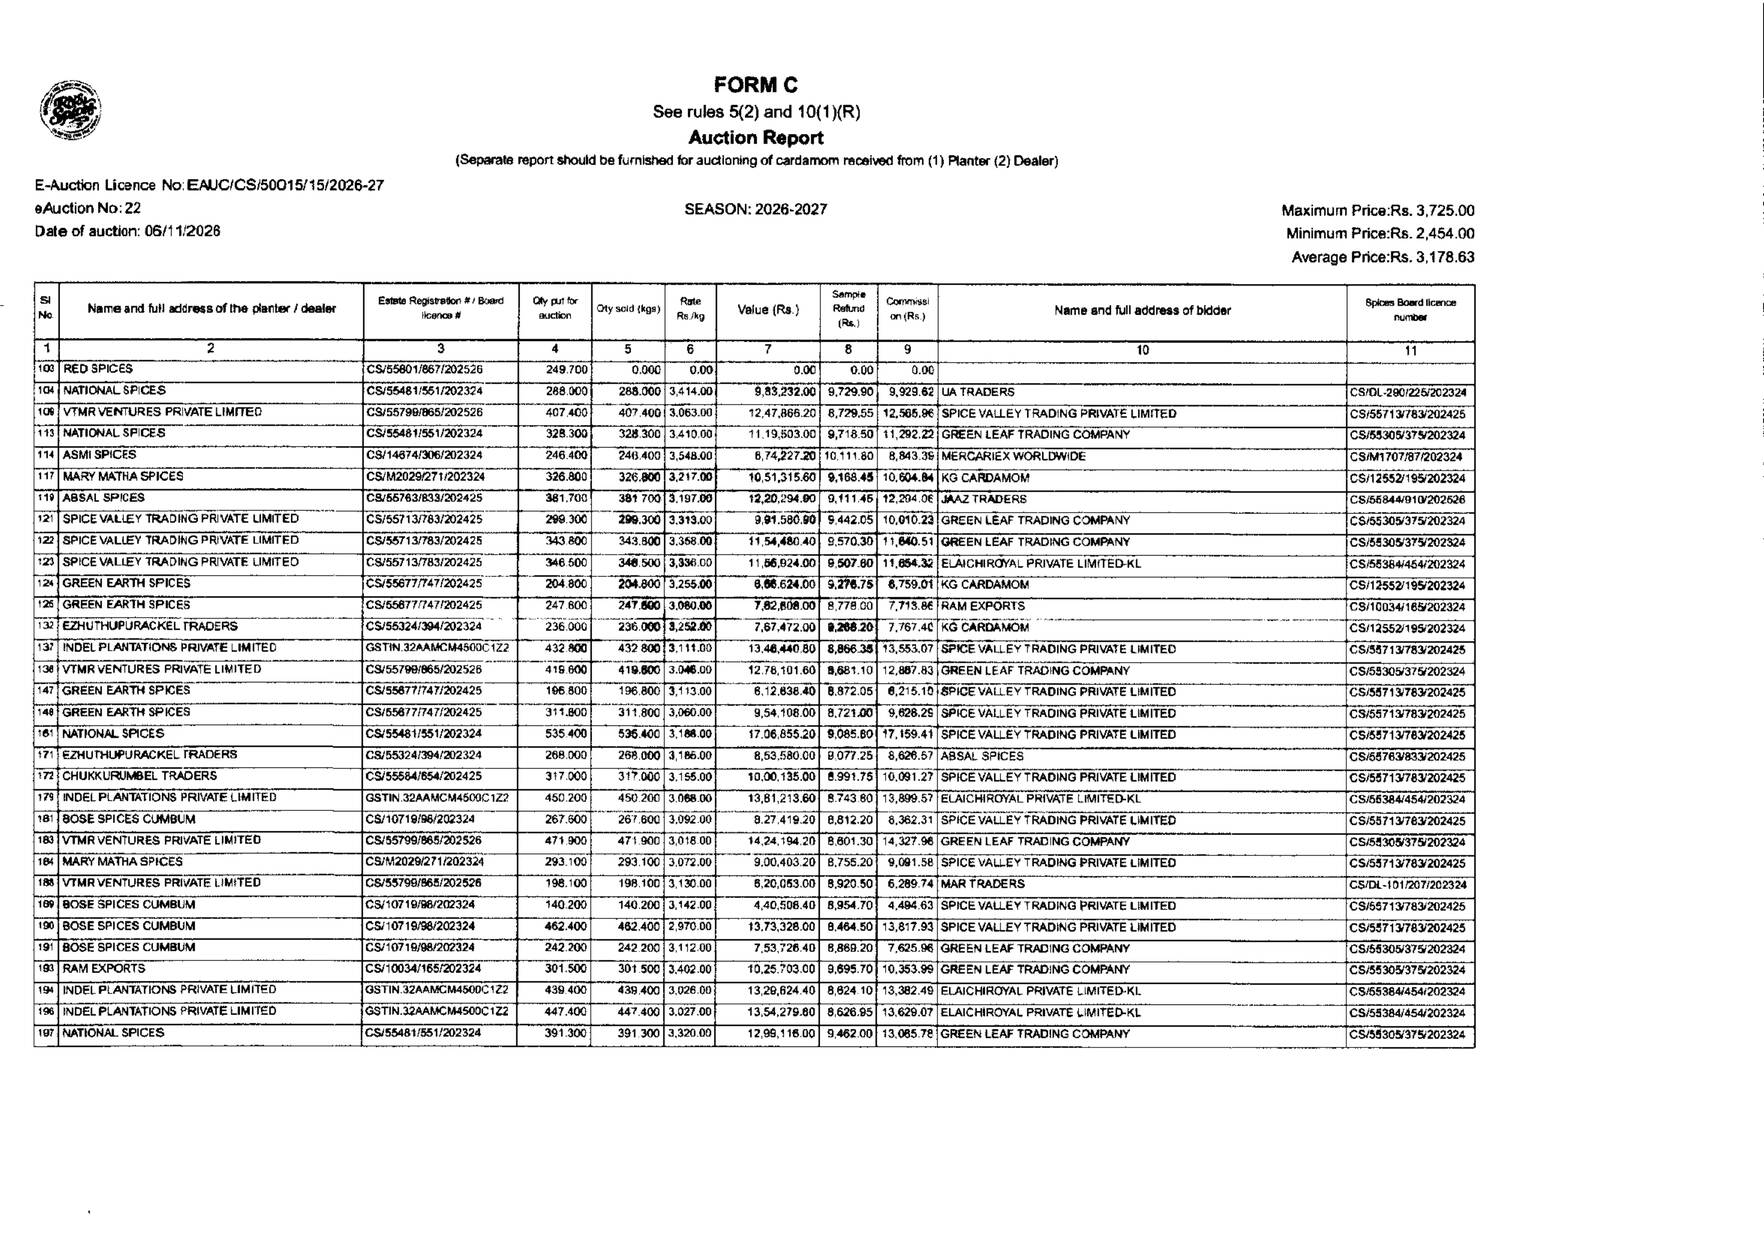 FORM C
See rules 5(2) and 10(1)(R)
Auction Report
(Separate report should be furnished for auctioning of cardamom received from (1) Planter (2) Dealer)
E-Auction Licence No:EAUC/CS/50015/15/2026-27
eAuction No:22 SEASON: 2026-2027 Maximum Price:Rs. 3,725.00
Date of auction: 06/11/2026 Minimum Price:Rs. 2,454.00
Average Price:Rs. 3,178.63
Sl No. Name and full address of the planter / dealer Estate Registration # / Board licence # Qty put for auction Qty sold (kgs) Rate Rs./kg Value (Rs.) Sample Refund (Rs.) Commissi on (Rs.) Name and full address of bidder Spices Board licence number
1 2 3 4 5 6 7 8 9 10 11
103 RED SPICES CS/55801/867/202526 249.700 0.000 0.00 0.00 0.00 0.00
104 NATIONAL SPICES CS/55481/551/202324 288.000 288.000 3,414.00 9,83,232.00 9,729.90 9,929.62 UA TRADERS CS/DL-290/225/202324
109 VTMR VENTURES PRIVATE LIMITED CS/55799/865/202526 407.400 407.400 3,063.00 12,47,866.20 8,729.55 12,565.96 SPICE VALLEY TRADING PRIVATE LIMITED CS/55713/783/202425
113 NATIONAL SPICES CS/55481/551/202324 328.300 328.300 3,410.00 11,19,503.00 9,718.50 11,292.22 GREEN LEAF TRADING COMPANY CS/55305/375/202324
114 ASMI SPICES CS/14674/306/202324 246.400 246.400 3,548.00 8,74,227.20 10,111.80 8,843.39 MERCARIEX WORLDWIDE CS/M1707/87/202324
117 MARY MATHA SPICES CS/M2029/271/202324 326.800 326.800 3,217.00 10,51,315.60 9,168.45 10,604.84 KG CARDAMOM CS/12552/195/202324
119 ABSAL SPICES CS/55763/833/202425 381.700 381.700 3,197.00 12,20,294.90 9,111.45 12,294.06 JAAZ TRADERS CS/55844/910/202526
121 SPICE VALLEY TRADING PRIVATE LIMITED CS/55713/783/202425 299.300 299.300 3,313.00 9,91,580.90 9,442.05 10,010.23 GREEN LEAF TRADING COMPANY CS/55305/375/202324
122 SPICE VALLEY TRADING PRIVATE LIMITED CS/55713/783/202425 343.800 343.800 3,358.00 11,54,480.40 9,570.30 11,640.51 GREEN LEAF TRADING COMPANY CS/55305/375/202324
123 SPICE VALLEY TRADING PRIVATE LIMITED CS/55713/783/202425 346.500 346.500 3,336.00 11,55,924.00 9,507.60 11,654.32 ELAICHIROYAL PRIVATE LIMITED-KL CS/55384/454/202324
124 GREEN EARTH SPICES CS/55677/747/202425 204.800 204.800 3,255.00 6,66,624.00 9,276.75 6,759.01 KG CARDAMOM CS/12552/195/202324
125 GREEN EARTH SPICES CS/55677/747/202425 247.600 247.600 3,080.00 7,62,608.00 8,778.00 7,713.86 RAM EXPORTS CS/10034/165/202324
132 EZHUTHUPURACKEL TRADERS CS/55324/394/202324 236.000 236.000 3,252.00 7,67,472.00 9,268.20 7,767.40 KG CARDAMOM CS/12552/195/202324
137 INDEL PLANTATIONS PRIVATE LIMITED GSTIN.32AAMCM4500C1Z2 432.800 432.800 3,111.00 13,46,440.80 8,866.35 13,553.07 SPICE VALLEY TRADING PRIVATE LIMITED CS/55713/783/202425
138 VTMR VENTURES PRIVATE LIMITED CS/55799/865/202526 419.600 419.600 3,046.00 12,78,101.60 8,681.10 12,867.83 GREEN LEAF TRADING COMPANY CS/55305/375/202324
147 GREEN EARTH SPICES CS/55677/747/202425 196.800 196.800 3,113.00 6,12,638.40 8,872.05 6,215.10 SPICE VALLEY TRADING PRIVATE LIMITED CS/55713/783/202425
148 GREEN EARTH SPICES CS/55677/747/202425 311.800 311.800 3,060.00 9,54,108.00 8,721.00 9,628.29 SPICE VALLEY TRADING PRIVATE LIMITED CS/55713/783/202425
161 NATIONAL SPICES CS/55481/551/202324 535.400 535.400 3,188.00 17,06,855.20 9,085.80 17,159.41 SPICE VALLEY TRADING PRIVATE LIMITED CS/55713/783/202425
171 EZHUTHUPURACKEL TRADERS CS/55324/394/202324 268.000 268.000 3,185.00 8,53,580.00 9,077.25 8,626.57 ABSAL SPICES CS/55763/833/202425
172 CHUKKURUMBEL TRADERS CS/55584/654/202425 317.000 317.000 3,155.00 10,00,135.00 8,991.75 10,091.27 SPICE VALLEY TRADING PRIVATE LIMITED CS/55713/783/202425
179 INDEL PLANTATIONS PRIVATE LIMITED GSTIN.32AAMCM4500C1Z2 450.200 450.200 3,068.00 13,81,213.60 8,743.80 13,899.57 ELAICHIROYAL PRIVATE LIMITED-KL CS/55384/454/202324
181 BOSE SPICES CUMBUM CS/10719/98/202324 267.600 267.600 3,092.00 8,27,419.20 8,812.20 8,362.31 SPICE VALLEY TRADING PRIVATE LIMITED CS/55713/783/202425
183 VTMR VENTURES PRIVATE LIMITED CS/55799/865/202526 471.900 471.900 3,018.00 14,24,194.20 8,601.30 14,327.96 GREEN LEAF TRADING COMPANY CS/55305/375/202324
184 MARY MATHA SPICES CS/M2029/271/202324 293.100 293.100 3,072.00 9,00,403.20 8,755.20 9,091.58 SPICE VALLEY TRADING PRIVATE LIMITED CS/55713/783/202425
188 VTMR VENTURES PRIVATE LIMITED CS/55799/865/202526 198.100 198.100 3,130.00 6,20,053.00 8,920.50 6,289.74 MAR TRADERS CS/DL-101/207/202324
189 BOSE SPICES CUMBUM CS/10719/98/202324 140.200 140.200 3,142.00 4,40,508.40 8,954.70 4,494.63 SPICE VALLEY TRADING PRIVATE LIMITED CS/55713/783/202425
190 BOSE SPICES CUMBUM CS/10719/98/202324 462.400 462.400 2,970.00 13,73,328.00 8,464.50 13,817.93 SPICE VALLEY TRADING PRIVATE LIMITED CS/55713/783/202425
191 BOSE SPICES CUMBUM CS/10719/98/202324 242.200 242.200 3,112.00 7,53,726.40 8,869.20 7,625.96 GREEN LEAF TRADING COMPANY CS/55305/375/202324
193 RAM EXPORTS CS/10034/165/202324 301.500 301.500 3,402.00 10,25,703.00 9,695.70 10,353.99 GREEN LEAF TRADING COMPANY CS/55305/375/202324
194 INDEL PLANTATIONS PRIVATE LIMITED GSTIN.32AAMCM4500C1Z2 439.400 439.400 3,026.00 13,29,624.40 8,624.10 13,382.49 ELAICHIROYAL PRIVATE LIMITED-KL CS/55384/454/202324
196 INDEL PLANTATIONS PRIVATE LIMITED GSTIN.32AAMCM4500C1Z2 447.400 447.400 3,027.00 13,54,279.80 8,626.95 13,629.07 ELAICHIROYAL PRIVATE LIMITED-KL CS/55384/454/202324
197 NATIONAL SPICES CS/55481/551/202324 391.300 391.300 3,320.00 12,99,116.00 9,462.00 13,085.78 GREEN LEAF TRADING COMPANY CS/55305/375/202324